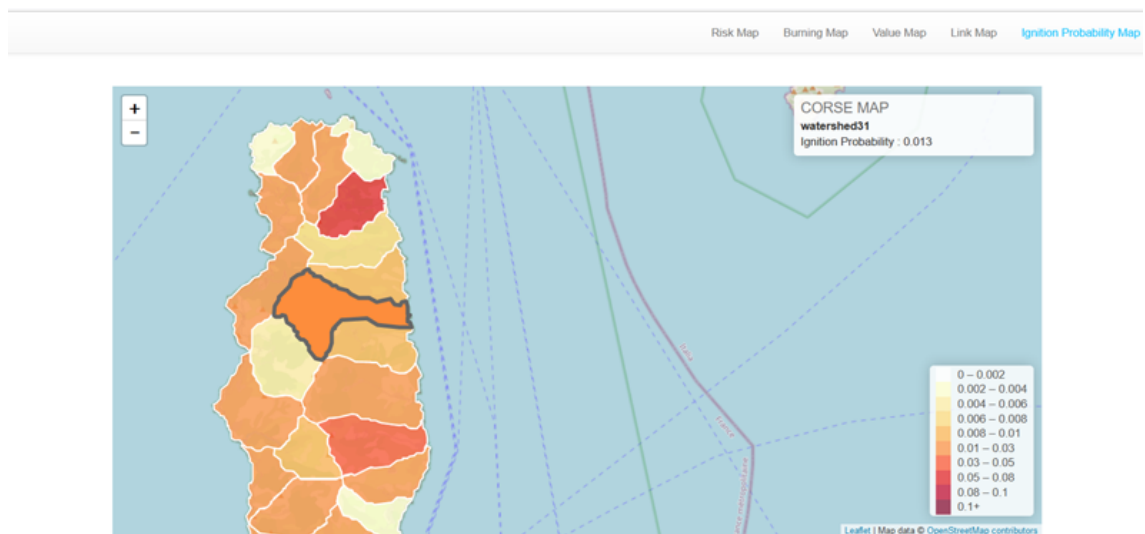 Risk Map Burning Map Value Map Link Map Ignition Probability Map
+
−
CORSE MAP
watershed31
Ignition Probability : 0.013
Italia
France
0 – 0.002
0.002 – 0.004
0.004 – 0.006
0.006 – 0.008
0.008 – 0.01
0.01 – 0.03
0.03 – 0.05
0.05 – 0.08
0.08 – 0.1
0.1+
Leaflet | Map data © OpenStreetMap contributors